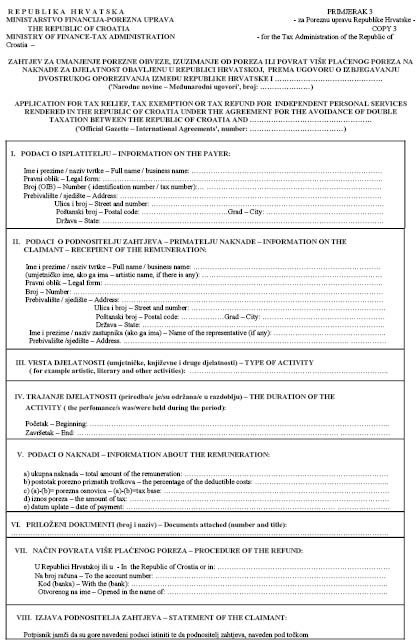 R E P U B L I K A   H R V A T S K A PRIMJERAK 3
MINISTARSTVO FINANCIJA-POREZNA UPRAVA - za Poreznu upravu Republike Hrvatske -
THE REPUBLIC OF CROATIA COPY 3
MINISTRY OF FINANCE-TAX ADMINISTRATION - for the Tax Administration of the Republic of
Croatia –
ZAHTJEV ZA UMANJENJE POREZNE OBVEZE, IZUZIMANJE OD POREZA ILI POVRAT VIŠE PLAĆENOG POREZA NA
NAKNADE ZA DJELATNOST OBAVLJENU U REPUBLICI HRVATSKOJ, PREMA UGOVORU O IZBJEGAVANJU
DVOSTRUKOG OPOREZIVANJA IZMEĐU REPUBLIKE HRVATSKE I ……………………………………
('Narodne novine – Međunarodni ugovori', broj: …………………)
APPLICATION FOR TAX RELIEF, TAX EXEMPTION OR TAX REFUND FOR INDEPENDENT PERSONAL SERVICES
RENDERED IN THE REPUBLIC OF CROATIA UNDER THE AGREEMENT FOR THE AVOIDANCE OF DOUBLE
TAXATION BETWEEN THE REPUBLIC OF CROATIA AND ……………………………………
('Official Gazette – International Agreements', number: ……………………………)
I. PODACI O ISPLATITELJU – INFORMATION ON THE PAYER:
Ime i prezime / naziv tvrtke – Full name / business name: ……………………………………
Pravni oblik – Legal form: ……………………………………
Broj (OIB) – Number ( identification number / tax number):… ……………………………………
Prebivalište / sjedište – Address: ……………………………………
Ulica i broj – Street and number: ……………………………………
Poštanski broj – Postal code: ……………………Grad – City: ……………………
Država – State: ……………………………………
II. PODACI O PODNOSITELJU ZAHTJEVA – PRIMATELJU NAKNADE – INFORMATION ON THE
CLAIMANT – RECEPIENT OF THE REMUNERATION:
Ime i prezime / naziv tvrtke – Full name / business name: ……………………………………
(umjetničko ime, ako ga ima – artistic name, if there is any): ……………………………………
Pravni oblik – Legal form: ……………………………………
Broj – Number: ……………………………………
Prebivalište / sjedište – Address: ……………………………………
Ulica i broj – Street and number: ……………………………………
Poštanski broj – Postal code: ……………………Grad – City: ……………………
Država – State: ……………………………………
Ime i prezime / naziv zastupnika (ako ga ima) – Name of the representative (if any): ……………………
Prebivalište /sjedište – Address: ……………………………………
III. VRSTA DJELATNOSTI (umjetničke, književne i druge djelatnosti) – TYPE OF ACTIVITY
( for example artistic, literary and other activities): ……………………………………
IV. TRAJANJE DJELATNOSTI (priredba/e je/su održana/e u razdoblju) – THE DURATION OF THE
ACTIVITY ( the perfomance/s was/were held during the period):
Početak – Beginning: ……………………………………
Završetak – End: ……………………………………
V. PODACI O NAKNADI – INFORMATION ABOUT THE REMUNERATION:
a) ukupna naknada – total amount of the remuneration: ……………………………………
b) postotak porezno priznatih troškova – the percentage of the deductible costs: ……………………
c) (a)-(b)= porezna osnovica – (a)-(b)=tax base: ……………………………………
d) iznos poreza – the amount of tax: ……………………………………
e) datum uplate – date of payment: ……………………………………
VI. PRILOŽENI DOKUMENTI (broj i naziv) – Documents attached (number and title):
……………………………………
VII. NAČIN POVRATA VIŠE PLAĆENOG POREZA – PROCEDURE OF THE REFUND:
U Republici Hrvatskoj ili u - In the Republic of Croatia or in: ……………………………………
Na broj računa – To the account number: ……………………………………
Kod (banka) – With the (bank): ……………………………………
Otvorenog na ime – Opened in the name of: ……………………………………
VIII. IZJAVA PODNOSITELJA ZAHTJEVA – STATEMENT OF THE CLAIMANT:
Potpisnik jamči da su gore navedeni podaci istiniti te da podnositelj zahtjeva, naveden pod točkom